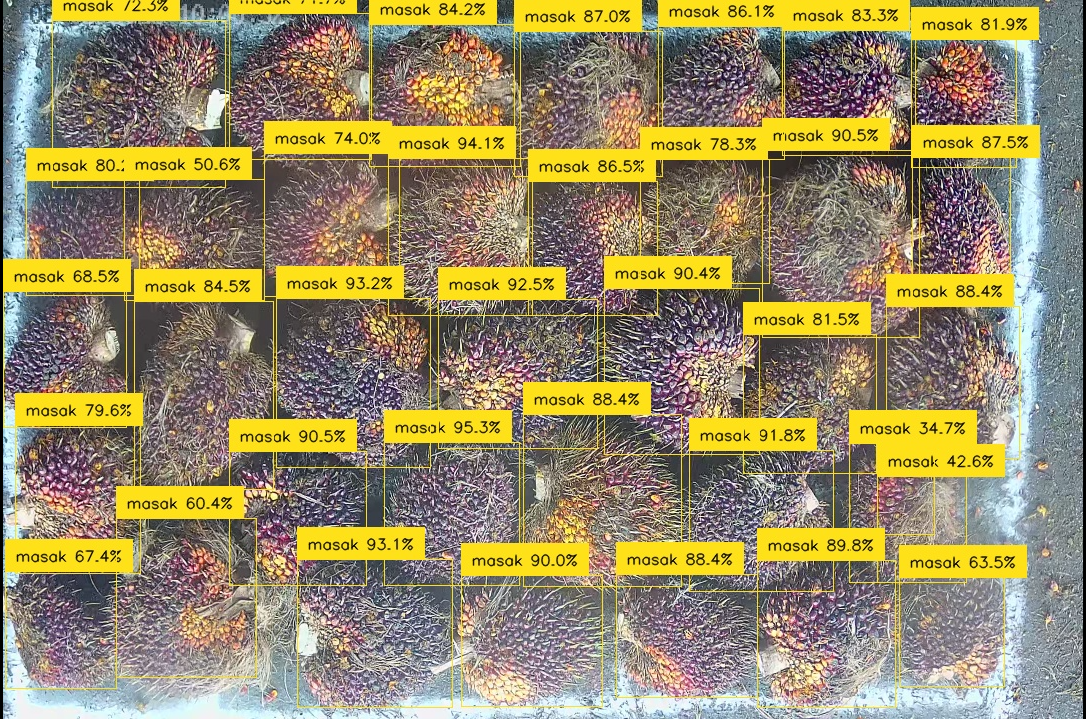 masak 72.3%
masak 84.2%
masak 87.0%
masak 86.1%
masak 83.3%
masak 81.9%
masak 74.0%
masak 94.1%
masak 78.3%
masak 90.5%
masak 87.5%
masak 80.
masak 50.6%
masak 86.5%
masak 68.5%
masak 84.5%
masak 93.2%
masak 92.5%
masak 90.4%
masak 88.4%
masak 81.5%
masak 79.6%
masak 88.4%
masak 90.5%
masak 95.3%
masak 91.8%
masak 34.7%
masak 42.6%
masak 60.4%
masak 67.4%
masak 93.1%
masak 90.0%
masak 88.4%
masak 89.8%
masak 63.5%